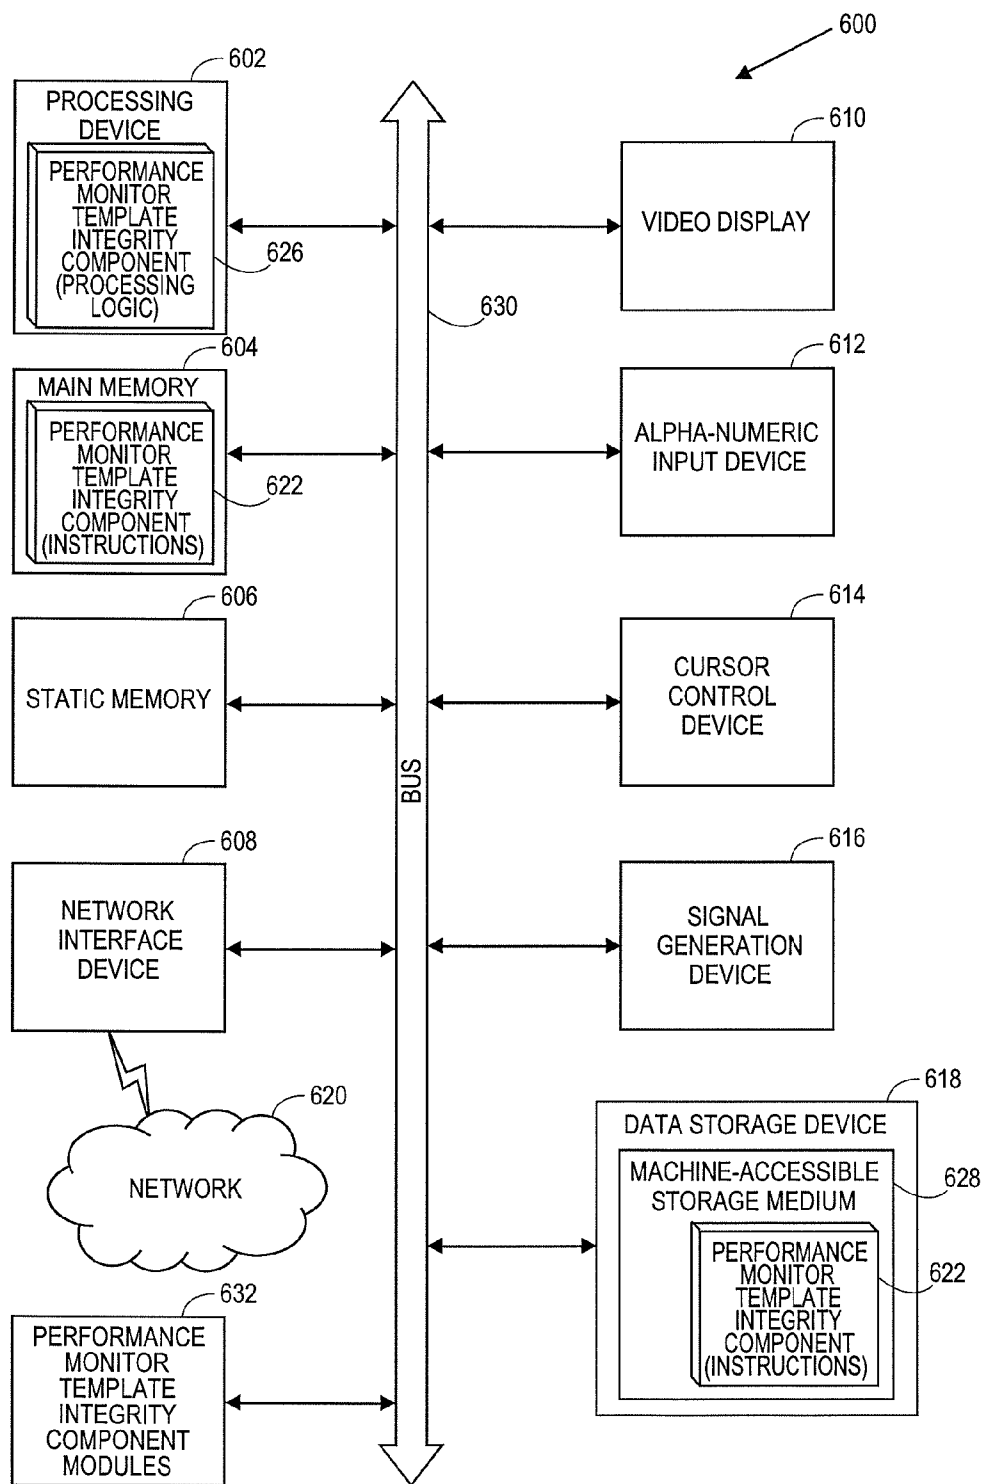 600
602
PROCESSING
DEVICE
PERFORMANCE
MONITOR
TEMPLATE
INTEGRITY
COMPONENT
(PROCESSING
LOGIC)
626
604
MAIN MEMORY
PERFORMANCE
MONITOR
TEMPLATE
INTEGRITY
COMPONENT
(INSTRUCTIONS)
622
606
STATIC MEMORY
608
NETWORK
INTERFACE
DEVICE
620
NETWORK
632
PERFORMANCE
MONITOR
TEMPLATE
INTEGRITY
COMPONENT
MODULES
BUS
630
610
VIDEO DISPLAY
612
ALPHA-NUMERIC
INPUT DEVICE
614
CURSOR
CONTROL
DEVICE
616
SIGNAL
GENERATION
DEVICE
618
DATA STORAGE DEVICE
MACHINE-ACCESSIBLE
STORAGE MEDIUM
628
PERFORMANCE
MONITOR
TEMPLATE
INTEGRITY
COMPONENT
(INSTRUCTIONS)
622